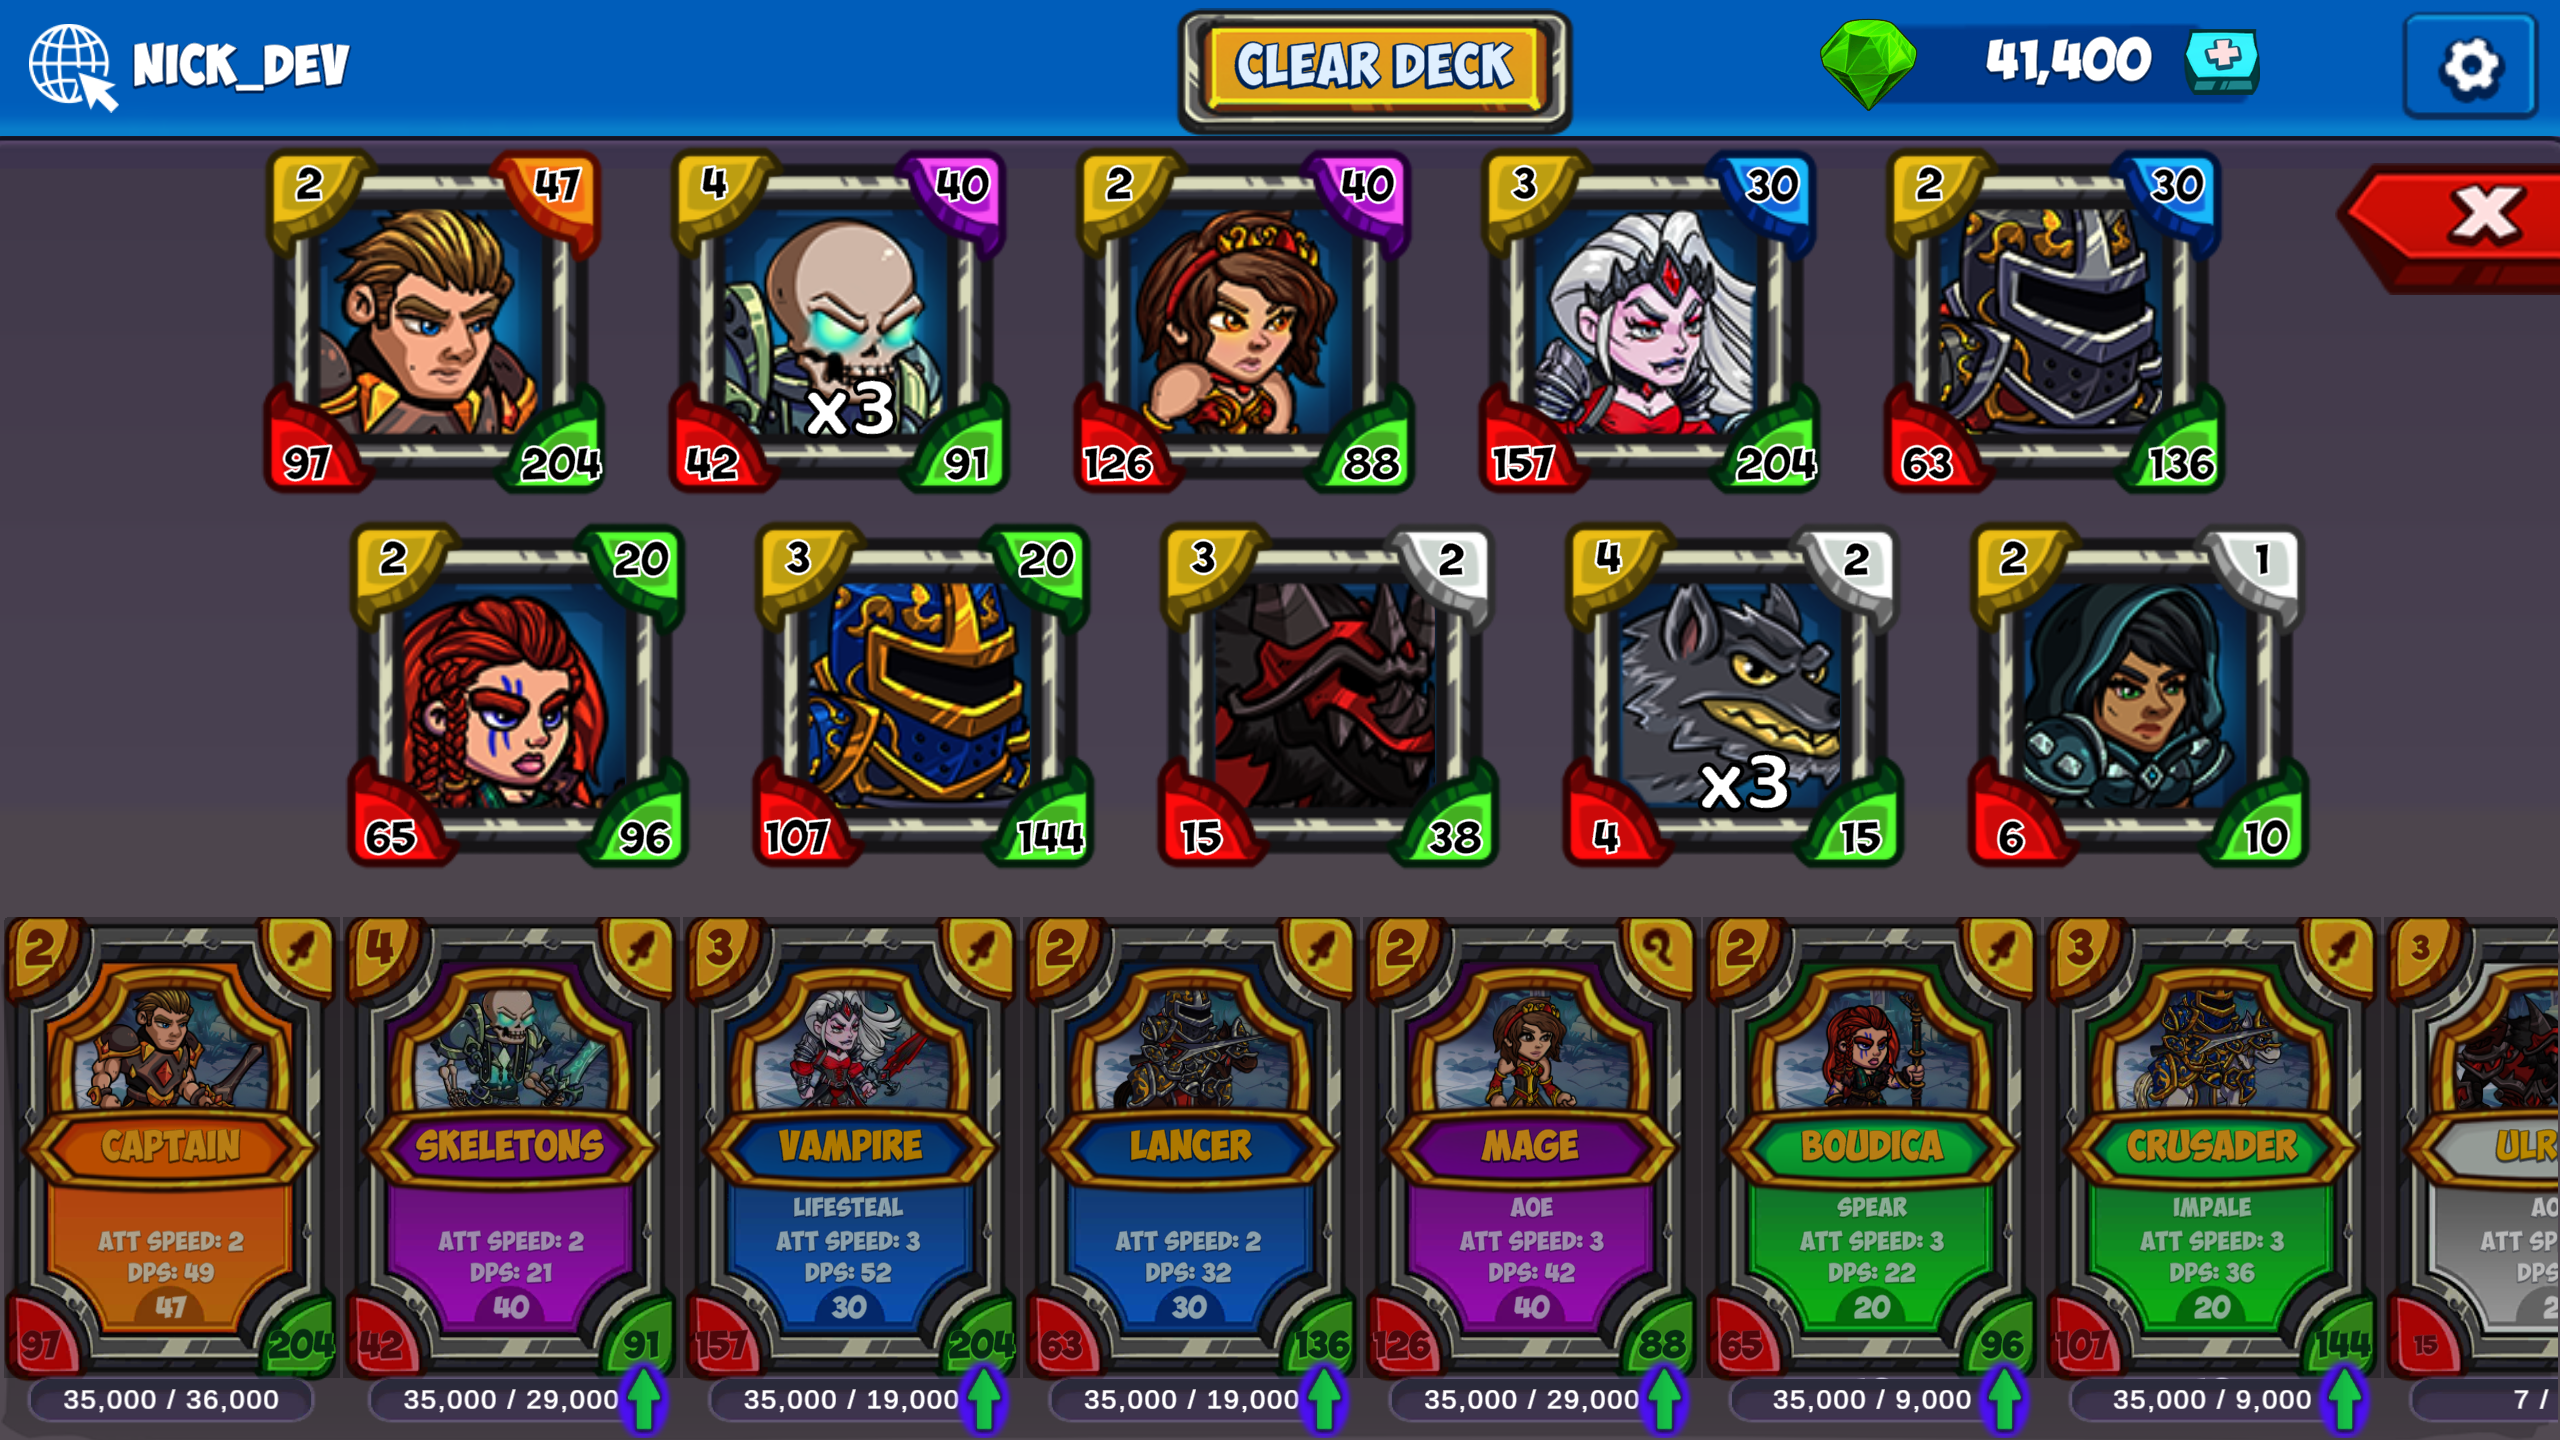 NICK_DEV
CLEAR DECK
41,400
2 47
97 204
4 40
x3
42 91
2 40
126 88
3 30
157 204
2 30
63 136
2 20
65 96
3 20
107 144
3 2
15 38
4 2
x3
4 15
2 1
6 10
2
CAPTAIN
ATT SPEED: 2
DPS: 49
47
97 204
35,000 / 36,000
4
SKELETONS
ATT SPEED: 2
DPS: 21
40
42 91
35,000 / 29,000
3
VAMPIRE
LIFESTEAL
ATT SPEED: 3
DPS: 52
30
157 204
35,000 / 19,000
2
LANCER
ATT SPEED: 2
DPS: 32
30
63 136
35,000 / 19,000
2
MAGE
AOE
ATT SPEED: 3
DPS: 42
40
126 88
35,000 / 29,000
2
BOUDICA
SPEAR
ATT SPEED: 3
DPS: 22
20
65 96
35,000 / 9,000
3
CRUSADER
IMPALE
ATT SPEED: 3
DPS: 36
20
107 144
35,000 / 9,000
3
ATT
DPS
15
7 /